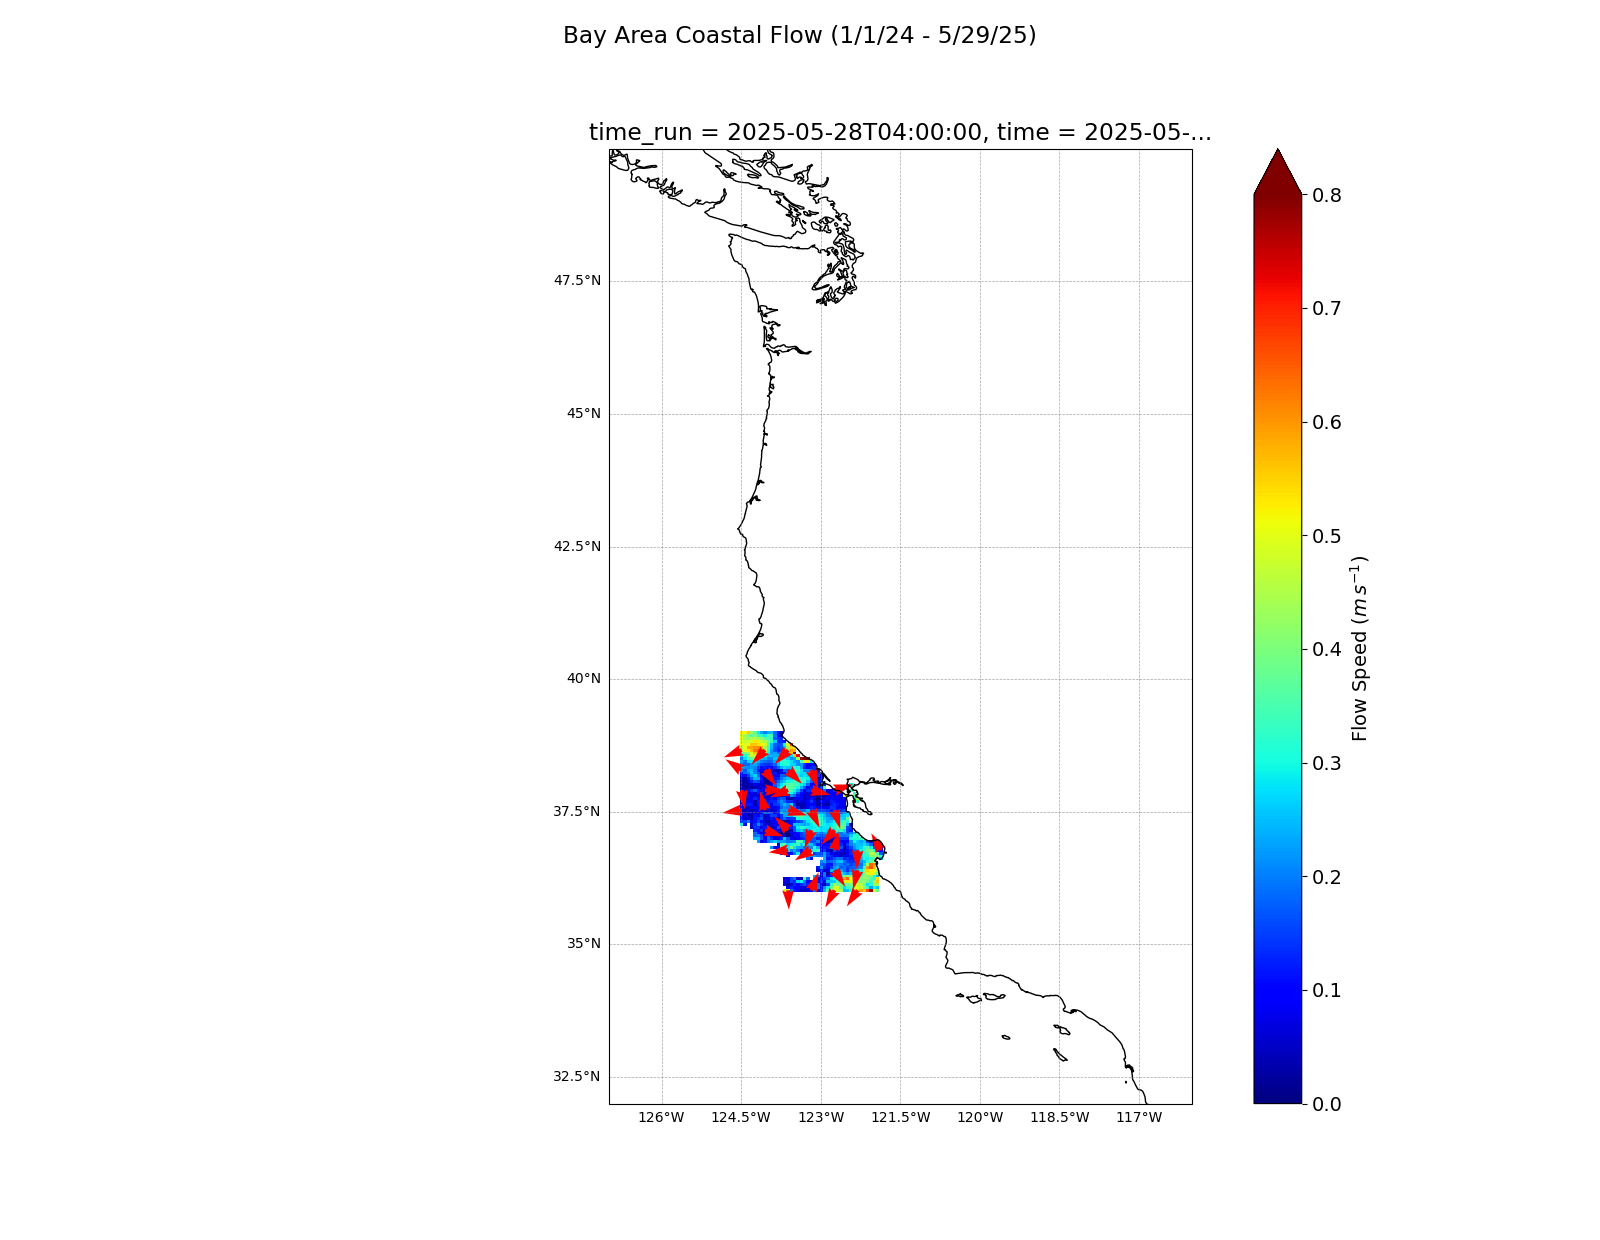 Bay Area Coastal Flow (1/1/24 - 5/29/25)
time_run = 2025-05-28T04:00:00, time = 2025-05-...
47.5°N
45°N
42.5°N
40°N
37.5°N
35°N
32.5°N
126°W
124.5°W
123°W
121.5°W
120°W
118.5°W
117°W
0.8
0.7
0.6
0.5
0.4
0.3
0.2
0.1
0.0
Flow Speed (m s⁻¹)